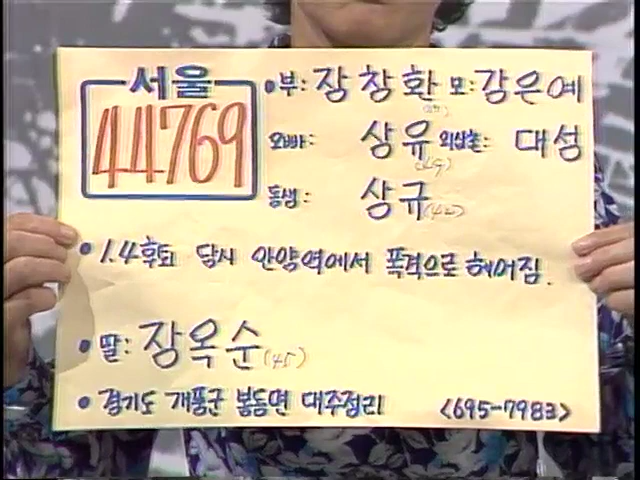 서울
44769
•부: 장창환 모: 강은예
오빠: 상유(49) 외삼촌: 대성
동생: 상규(42)
•1.4후퇴 당시 안양역에서 폭격으로 헤어짐.
•딸: 장옥순(45)
•경기도 개풍군 봉동면 대주정리 <695-7983>